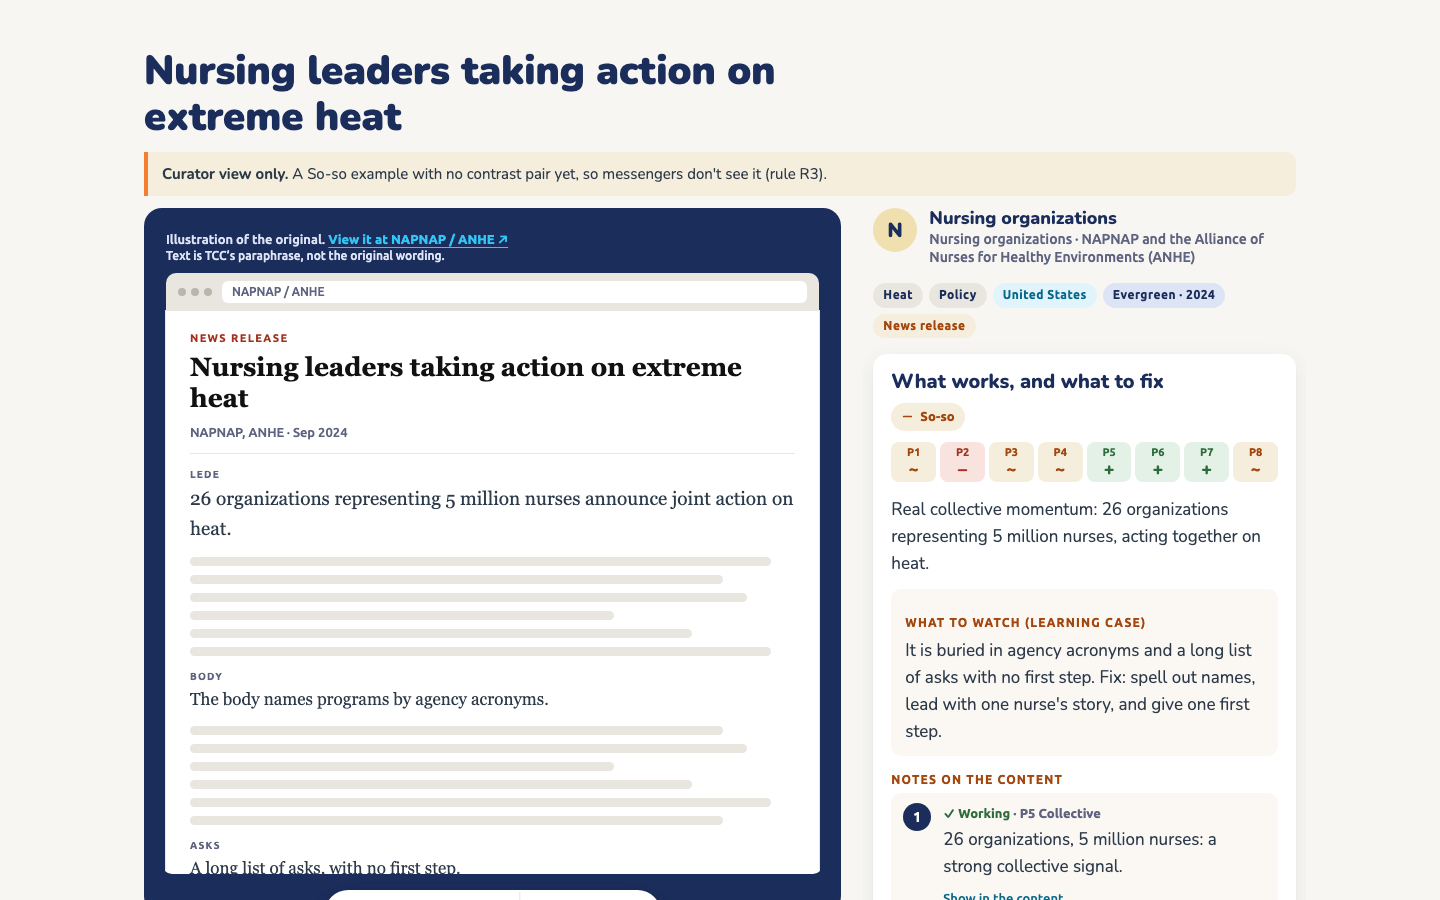 Nursing leaders taking action on
extreme heat
Curator view only. A So-so example with no contrast pair yet, so messengers don't see it (rule R3).
Illustration of the original. View it at NAPNAP / ANHE ↗
Text is TCC's paraphrase, not the original wording.
NAPNAP / ANHE
NEWS RELEASE
Nursing leaders taking action on extreme
heat
NAPNAP, ANHE · Sep 2024
LEDE
26 organizations representing 5 million nurses announce joint action on
heat.
BODY
The body names programs by agency acronyms.
ASKS
A long list of asks, with no first step.
N
Nursing organizations
Nursing organizations · NAPNAP and the Alliance of
Nurses for Healthy Environments (ANHE)
Heat Policy United States Evergreen · 2024
News release
What works, and what to fix
– So-so
P1 P2 P3 P4 P5 P6 P7 P8
~ – ~ ~ + + + ~
Real collective momentum: 26 organizations
representing 5 million nurses, acting together on
heat.
WHAT TO WATCH (LEARNING CASE)
It is buried in agency acronyms and a long list
of asks with no first step. Fix: spell out names,
lead with one nurse's story, and give one first
step.
NOTES ON THE CONTENT
1
✓ Working · P5 Collective
26 organizations, 5 million nurses: a
strong collective signal.
Show in the content